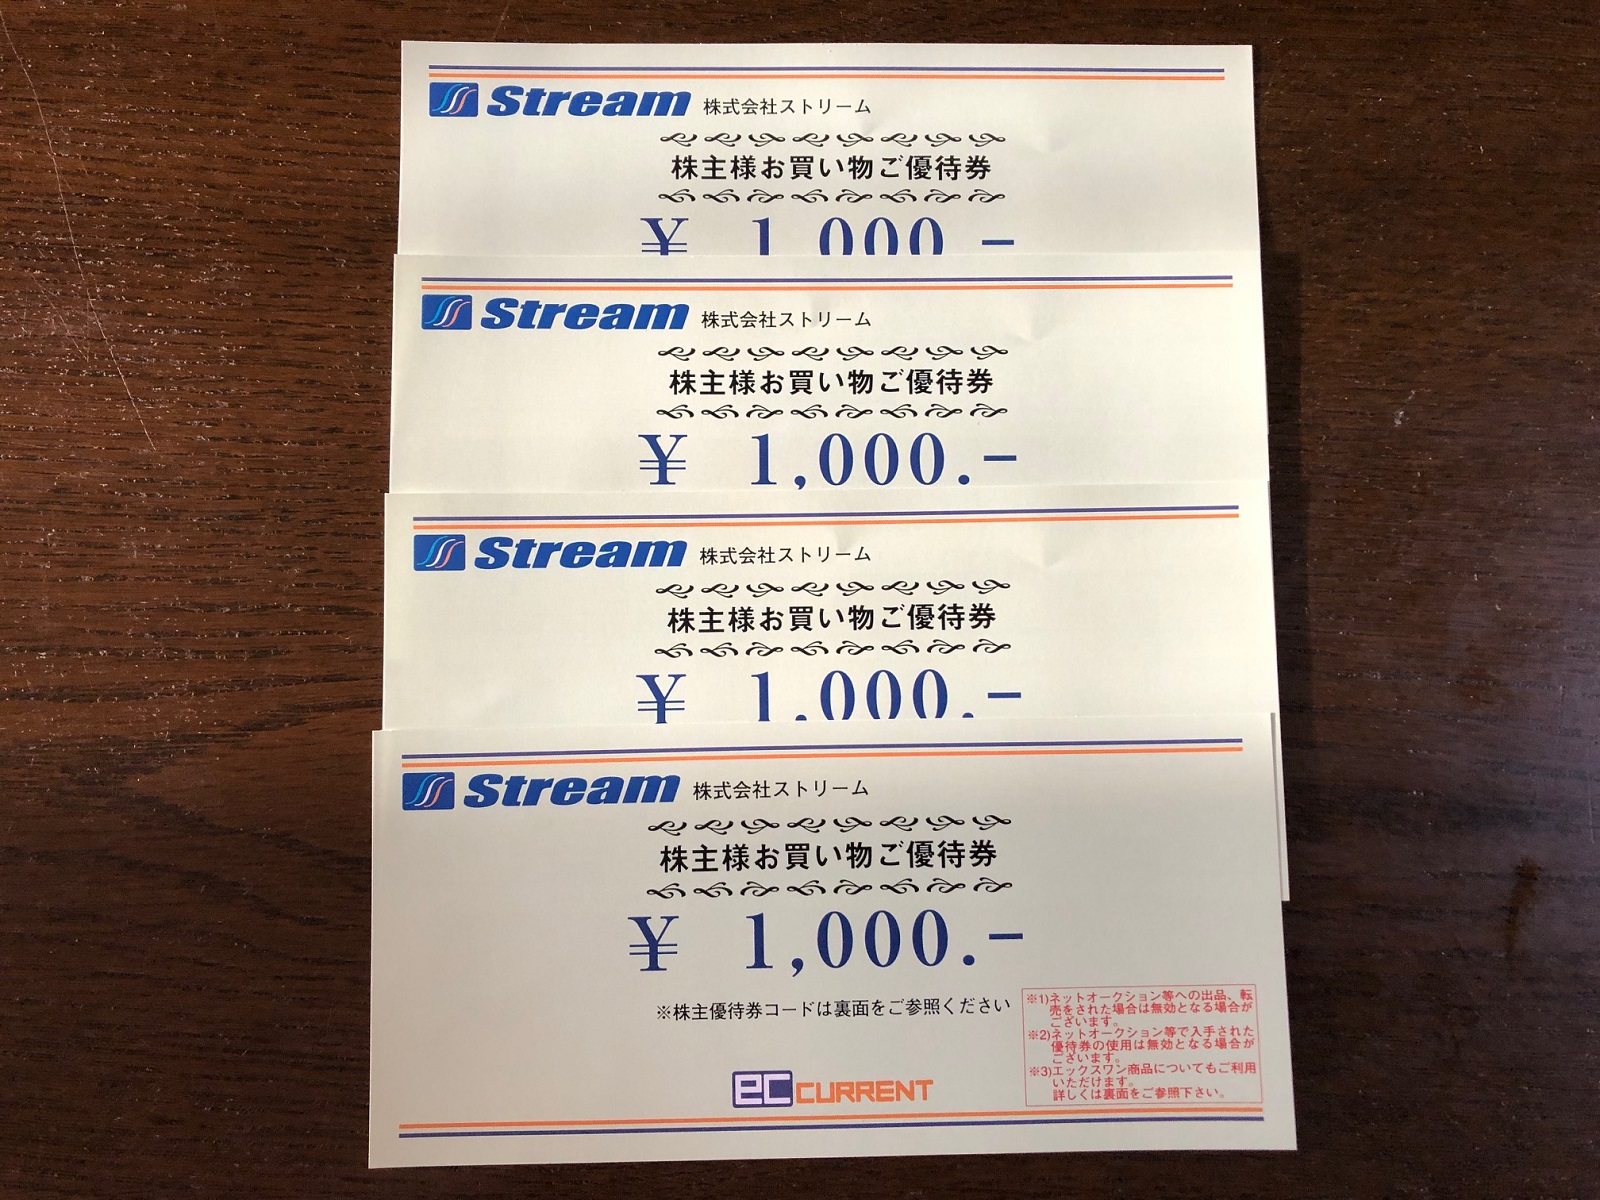 Stream 株式会社ストリーム
株主様お買い物ご優待券
¥ 1,000 -
Stream 株式会社ストリーム
株主様お買い物ご優待券
¥ 1,000.-
Stream 株式会社ストリーム
株主様お買い物ご優待券
¥ 1,000.-
Stream 株式会社ストリーム
株主様お買い物ご優待券
¥ 1,000.-
※株主優待券コードは裏面をご参照ください
※1)ネットオークション等への出品、転
売をされた場合は無効となる場合が
ございます。
※2)ネットオークション等で入手された
優待券の使用は無効となる場合が
ございます。
※3)エックスワン商品についてもご利用
いただけます。
詳しくは裏面をご参照下さい。
eC CURRENT